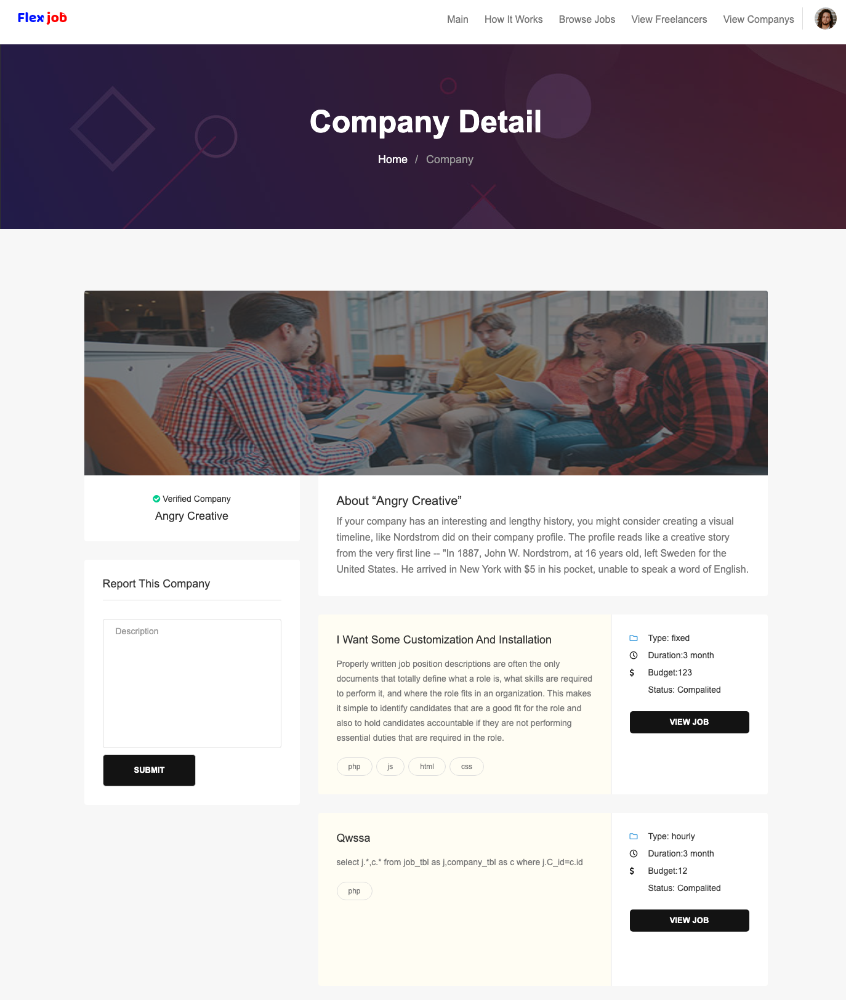 Flex job
Main
How It Works
Browse Jobs
View Freelancers
View Companys
Company Detail
Home / Company
Verified Company
Angry Creative
Report This Company
Description
SUBMIT
About “Angry Creative”
If your company has an interesting and lengthy history, you might consider creating a visual
timeline, like Nordstrom did on their company profile. The profile reads like a creative story
from the very first line -- "In 1887, John W. Nordstrom, at 16 years old, left Sweden for the
United States. He arrived in New York with $5 in his pocket, unable to speak a word of English.
I Want Some Customization And Installation
Properly written job position descriptions are often the only
documents that totally define what a role is, what skills are required
to perform it, and where the role fits in an organization. This makes
it simple to identify candidates that are a good fit for the role and
also to hold candidates accountable if they are not performing
essential duties that are required in the role.
php
js
html
css
Type: fixed
Duration:3 month
Budget:123
Status: Compalited
VIEW JOB
Qwssa
select j.*,c.* from job_tbl as j,company_tbl as c where j.C_id=c.id
php
Type: hourly
Duration:3 month
Budget:12
Status: Compalited
VIEW JOB